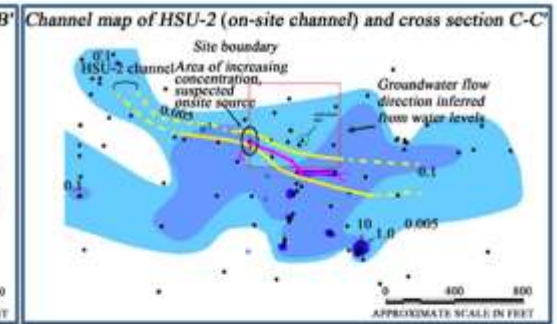 B' Channel map of HSU-2 (on-site channel) and cross section C-C'
Site boundary
0.1
HSU-2 channel
Area of increasing
concentration,
suspected
onsite source
0.005
Groundwater flow
direction inferred
from water levels
0.1
0.1
10
1.0
0.005
0
0 400 800
APPROXIMATE SCALE IN FEET